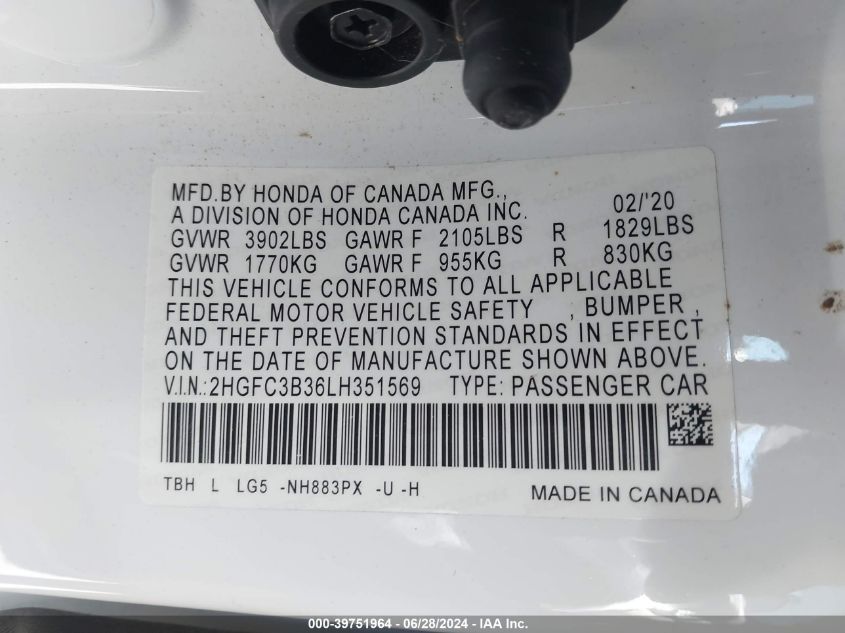 MFD.BY HONDA OF CANADA MFG.,
A DIVISION OF HONDA CANADA INC. 02/'20
GVWR 3902LBS GAWR F 2105LBS R 1829LBS
GVWR 1770KG GAWR F 955KG R 830KG
THIS VEHICLE CONFORMS TO ALL APPLICABLE
FEDERAL MOTOR VEHICLE SAFETY , BUMPER ,
AND THEFT PREVENTION STANDARDS IN EFFECT
ON THE DATE OF MANUFACTURE SHOWN ABOVE.
V.I.N.: 2HGFC3B36LH351569 TYPE: PASSENGER CAR
TBH L LG5 -NH883PX -U -H MADE IN CANADA
000-39751964 - 06/28/2024 - IAA Inc.